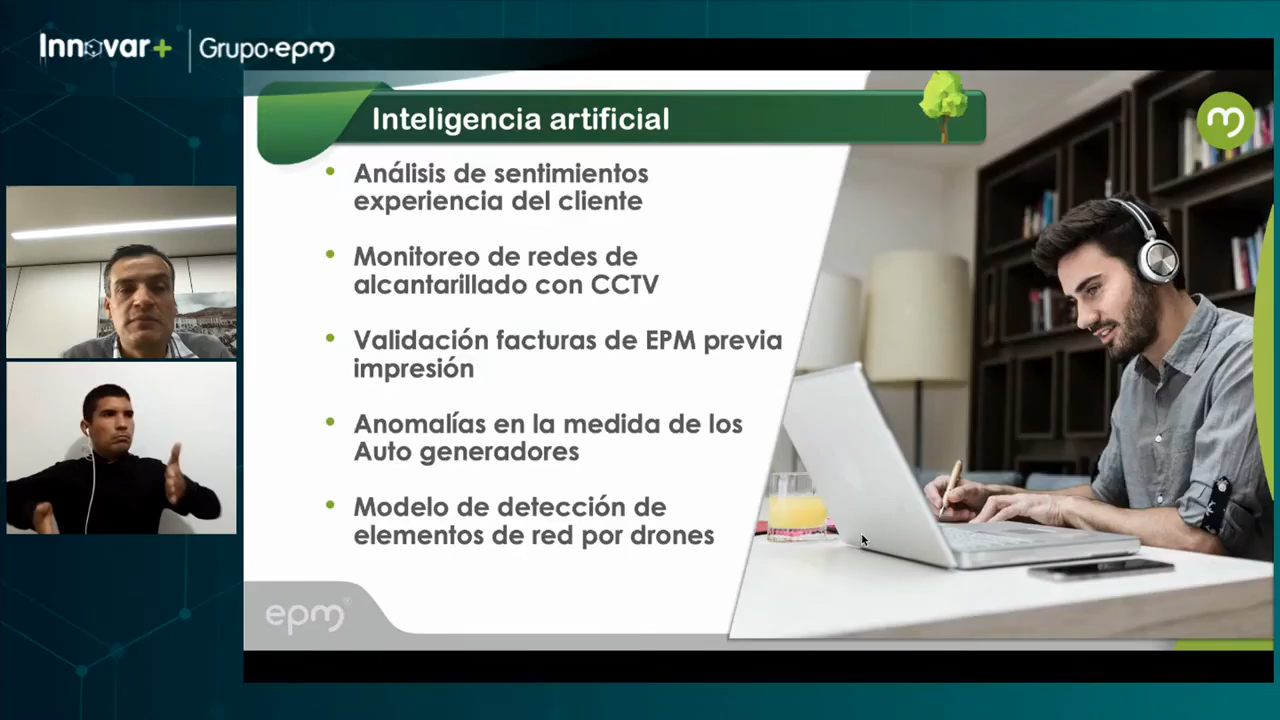 Innovar+
Grupo·epm
Inteligencia artificial
• Análisis de sentimientos
experiencia del cliente
• Monitoreo de redes de
alcantarillado con CCTV
• Validación facturas de EPM previa
impresión
• Anomalías en la medida de los
Auto generadores
• Modelo de detección de
elementos de red por drones
epm®